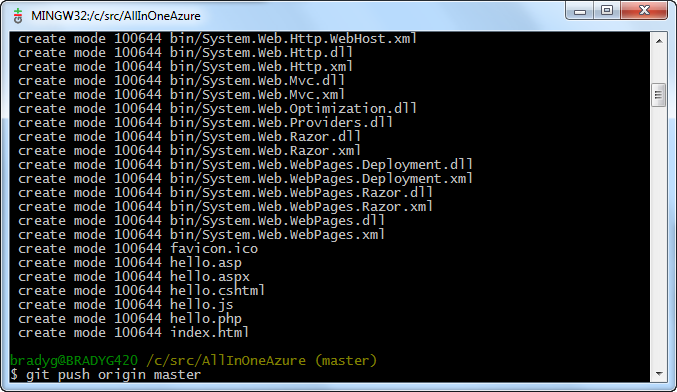 MINGW32:/c/src/AllInOneAzure
create mode 100644 bin/System.Web.Http.WebHost.xml
create mode 100644 bin/System.Web.Http.dll
create mode 100644 bin/System.Web.Http.xml
create mode 100644 bin/System.Web.Mvc.dll
create mode 100644 bin/System.Web.Mvc.xml
create mode 100644 bin/System.Web.Optimization.dll
create mode 100644 bin/System.Web.Providers.dll
create mode 100644 bin/System.Web.Razor.dll
create mode 100644 bin/System.Web.Razor.xml
create mode 100644 bin/System.Web.WebPages.Deployment.dll
create mode 100644 bin/System.Web.WebPages.Deployment.xml
create mode 100644 bin/System.Web.WebPages.Razor.dll
create mode 100644 bin/System.Web.WebPages.Razor.xml
create mode 100644 bin/System.Web.WebPages.dll
create mode 100644 bin/System.Web.WebPages.xml
create mode 100644 favicon.ico
create mode 100644 hello.asp
create mode 100644 hello.aspx
create mode 100644 hello.cshtml
create mode 100644 hello.js
create mode 100644 hello.php
create mode 100644 index.html
bradyg@BRADYG420 /c/src/AllInOneAzure (master)
$ git push origin master